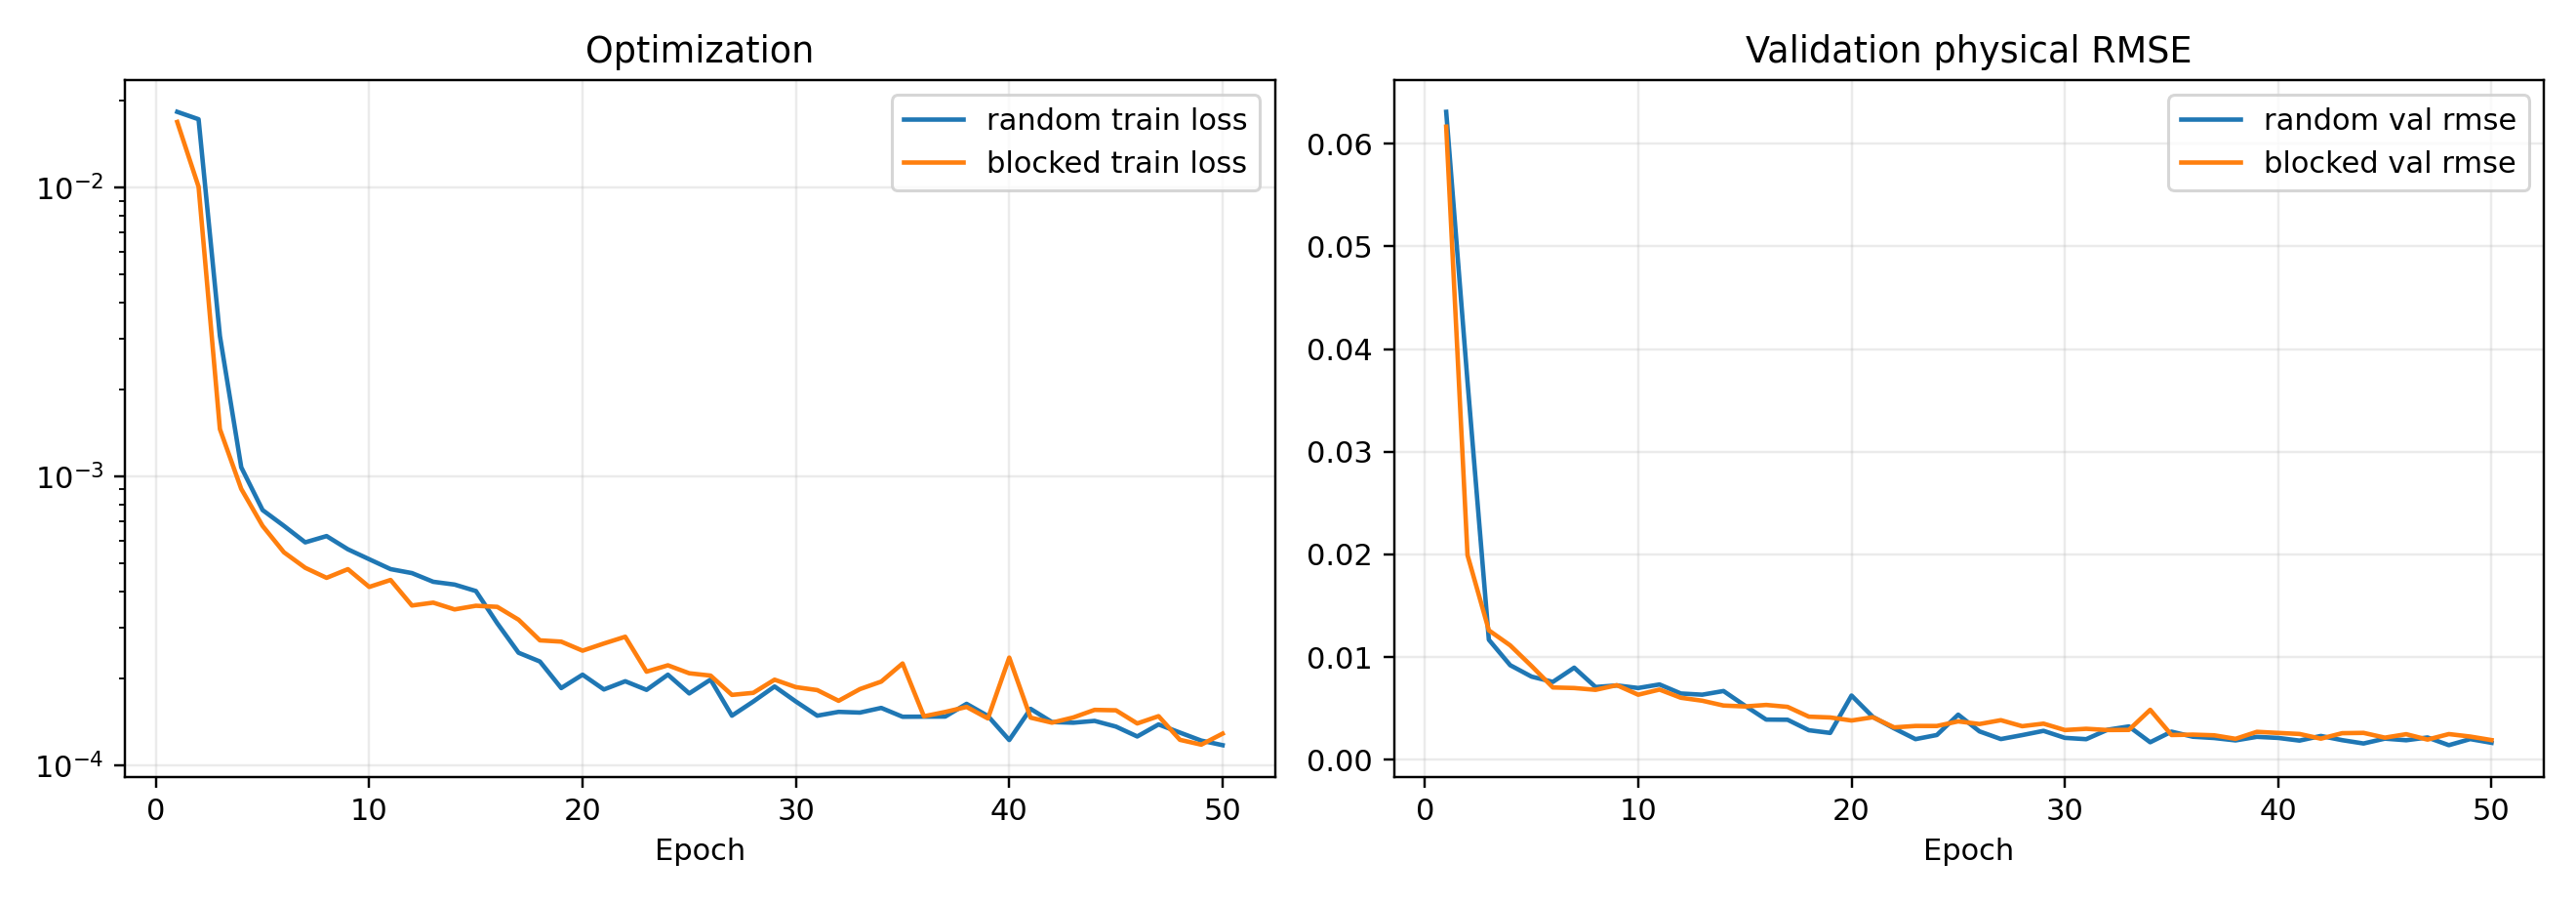 Optimization
random train loss
blocked train loss
10⁻²
10⁻³
10⁻⁴
0 10 20 30 40 50
Epoch
Validation physical RMSE
random val rmse
blocked val rmse
0.06
0.05
0.04
0.03
0.02
0.01
0.00
0 10 20 30 40 50
Epoch